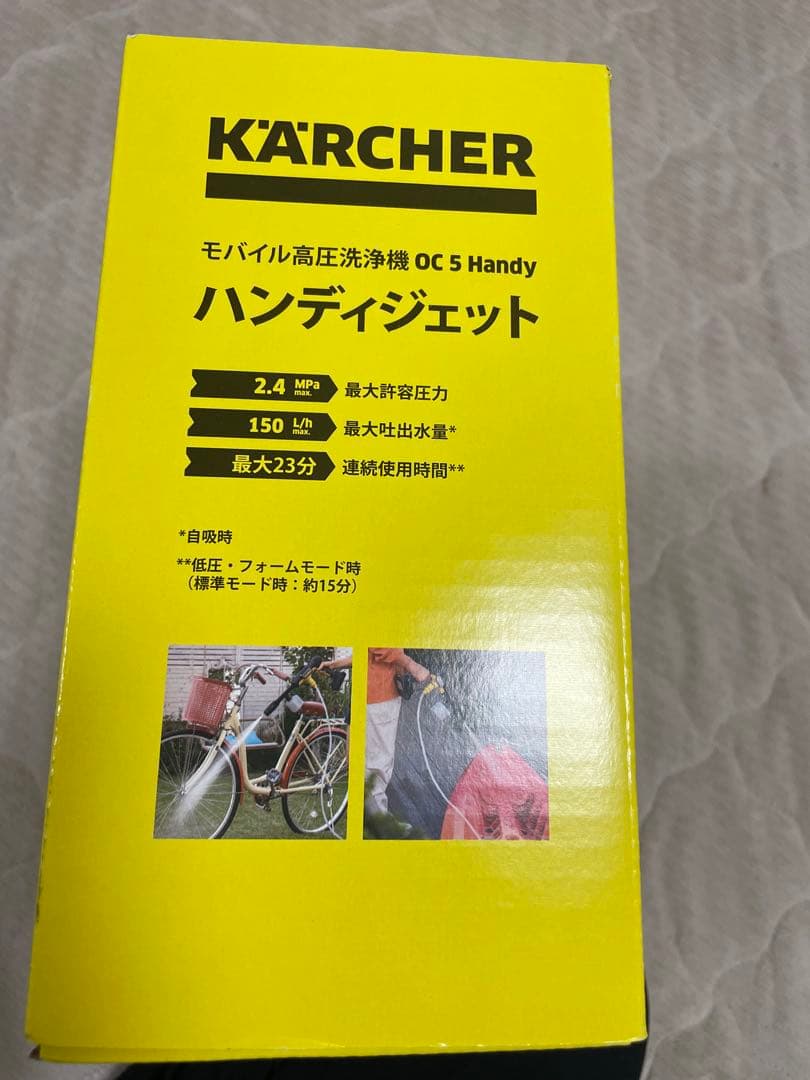 KÄRCHER
モバイル高圧洗浄機 OC 5 Handy
ハンディジェット
2.4 MPa max. 最大許容圧力
150 L/h max. 最大吐出水量*
最大23分 連続使用時間**
*自吸時
**低圧・フォームモード時
（標準モード時：約15分）